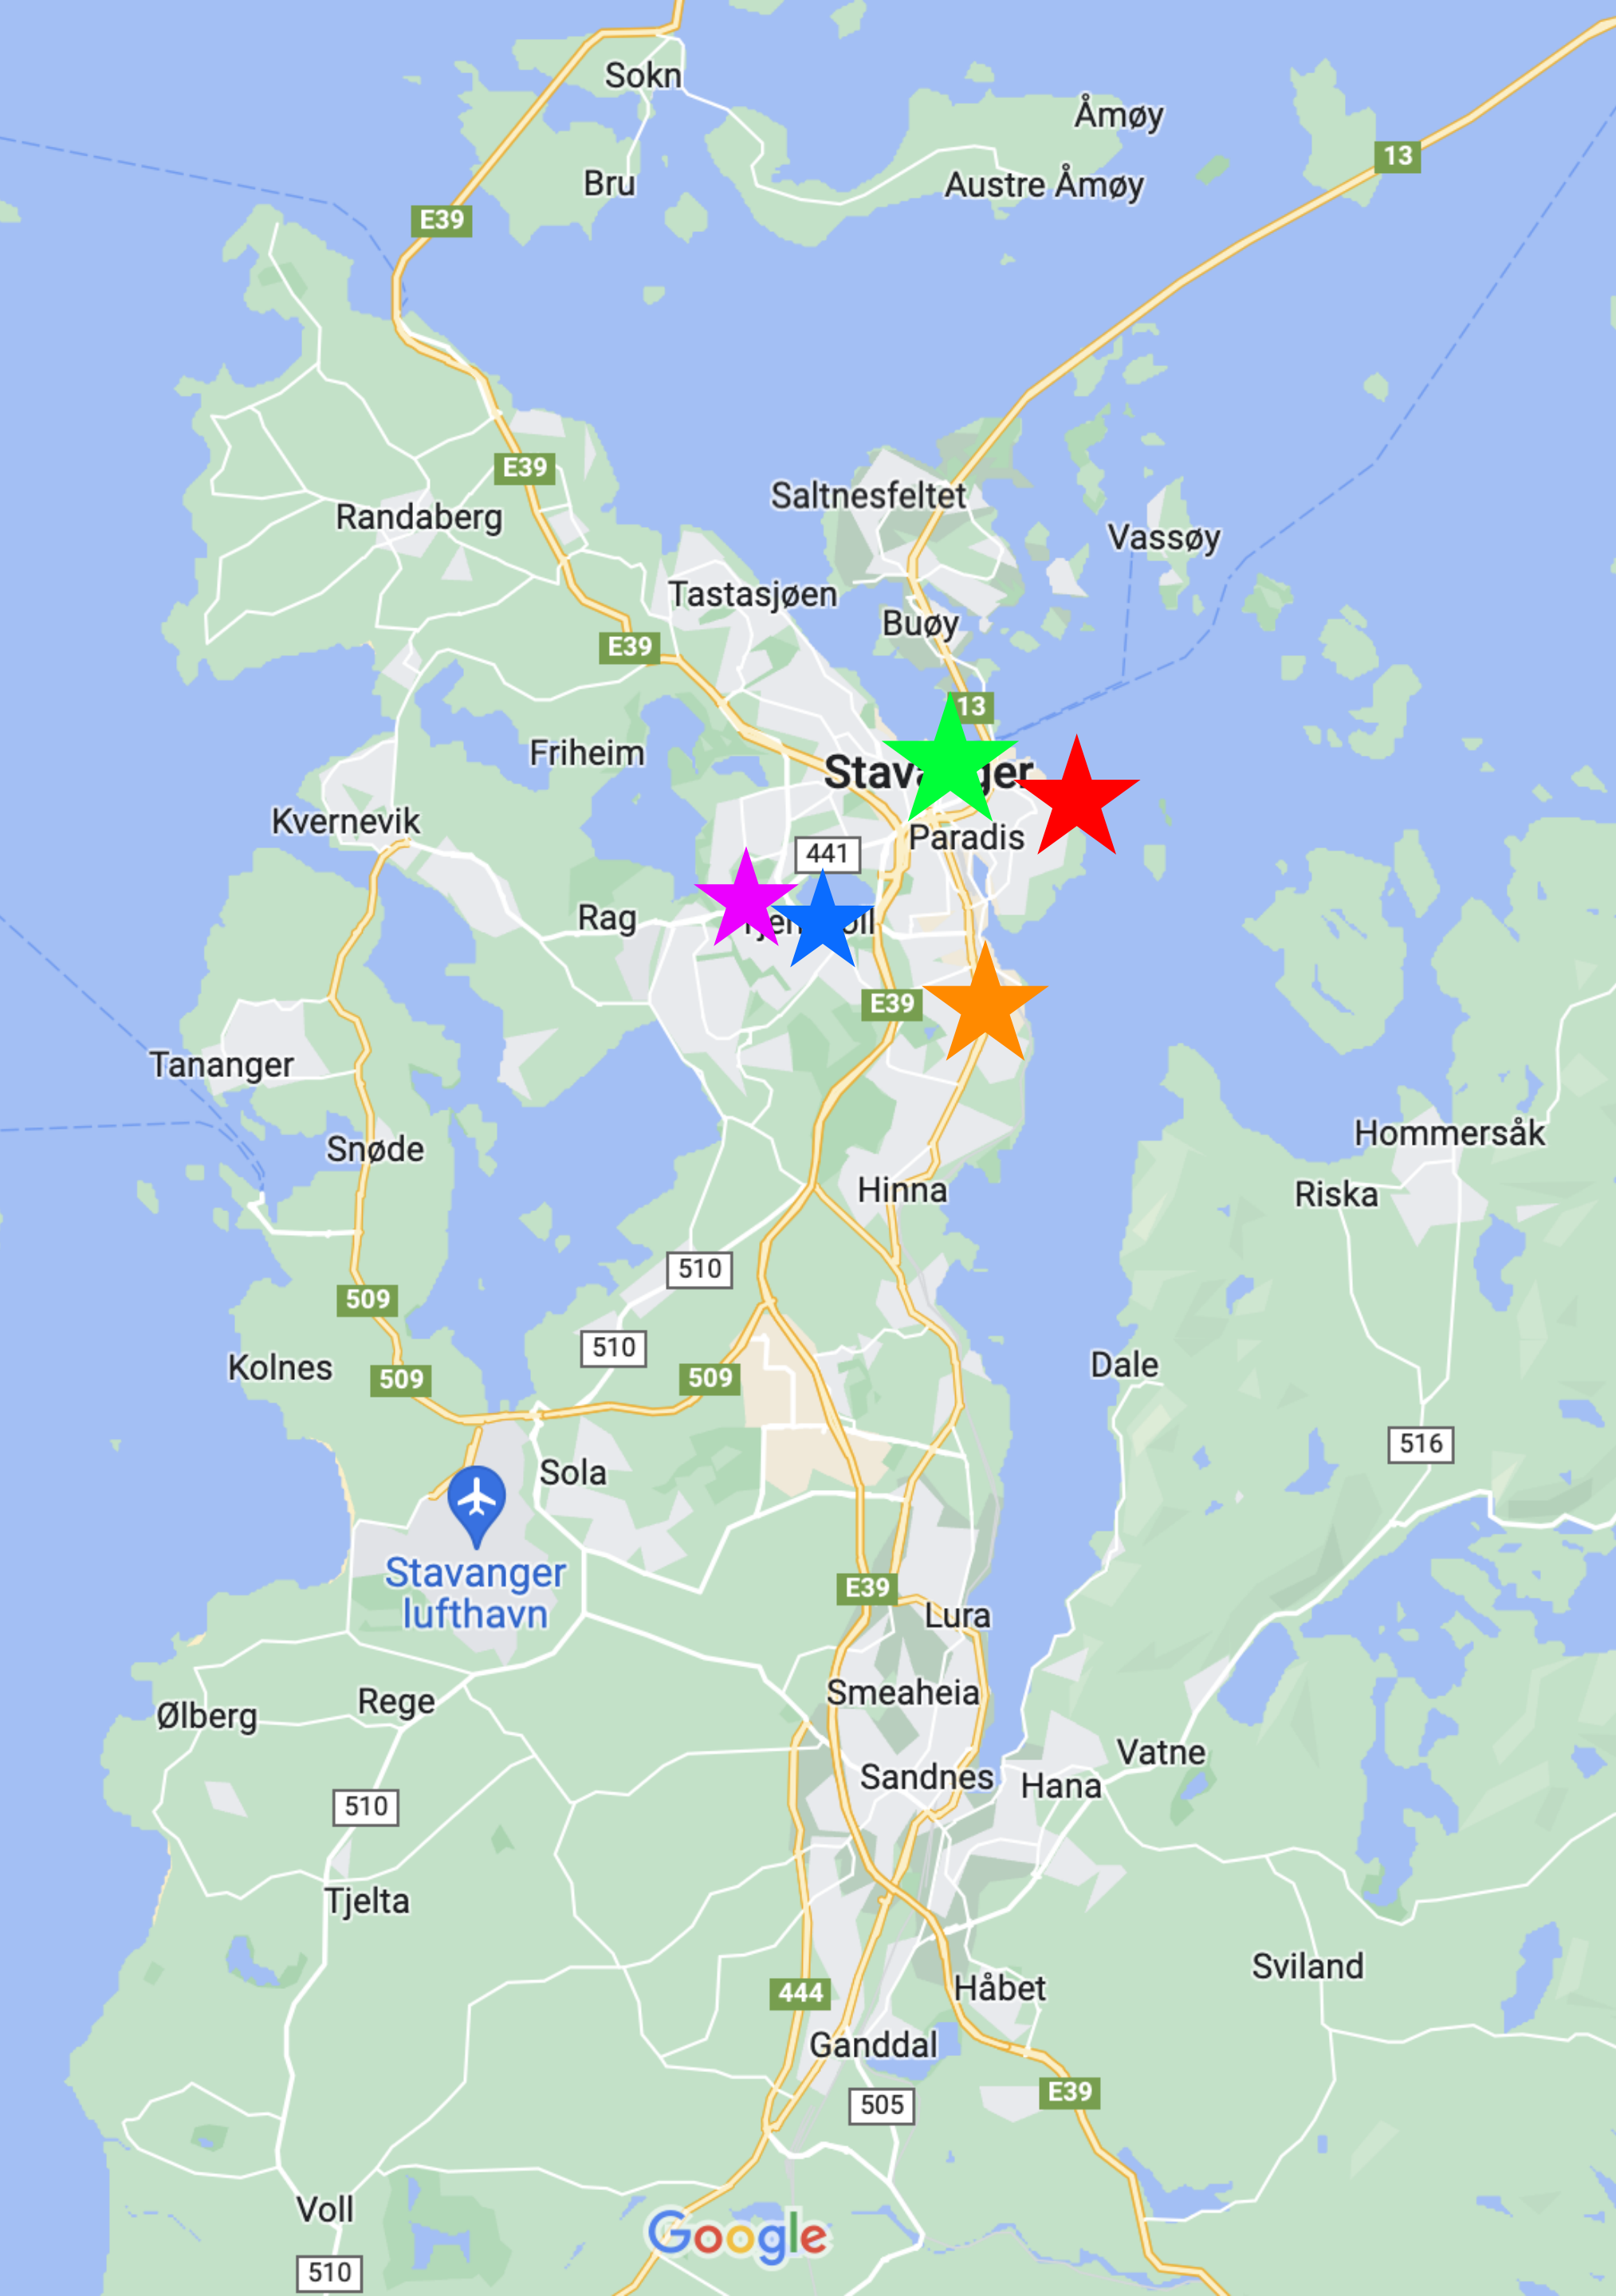 Sokn
Åmøy
13
Bru
Austre Åmøy
E39
E39
Saltnesfeltet
Randaberg
Vassøy
Tastasjøen
Buøy
E39
13
Friheim
Kvernevik
Paradis
441
Rag
E39
Tananger
Hommersåk
Snøde
Hinna
Riska
510
509
510
Kolnes
509
509
Dale
516
Sola
Stavanger
lufthavn
E39
Lura
Smeaheia
Rege
Ølberg
Vatne
Sandnes
Hana
510
Tjelta
Sviland
444
Håbet
Ganddal
E39
505
Voll
Google
510